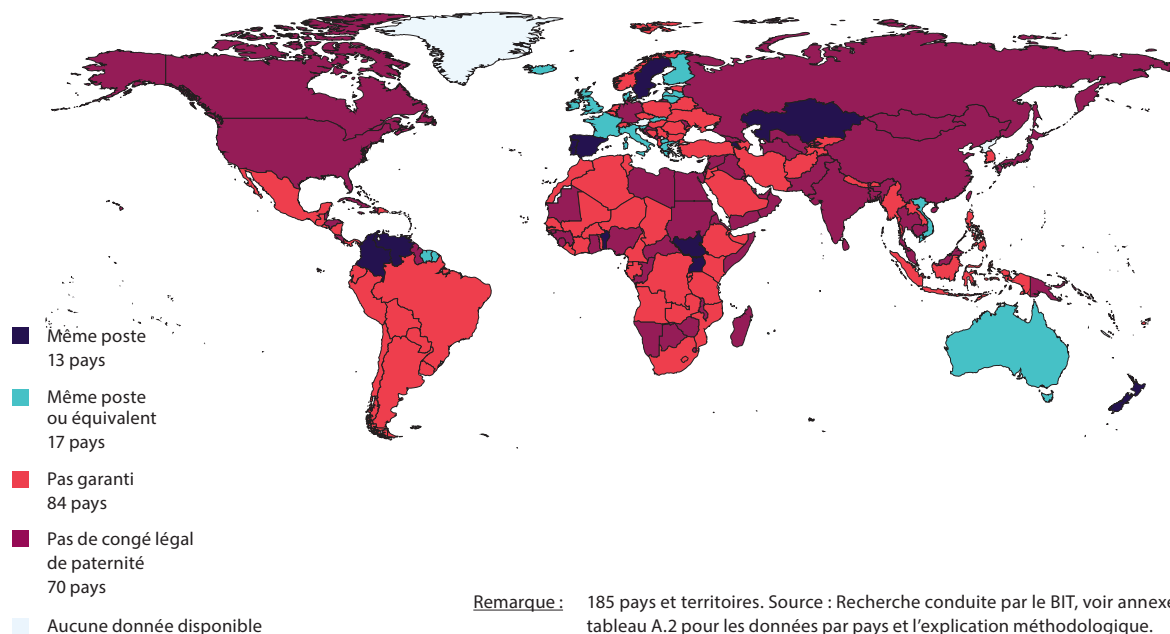 Même poste
13 pays
Même poste
ou équivalent
17 pays
Pas garanti
84 pays
Pas de congé légal
de paternité
70 pays
Aucune donnée disponible
Remarque : 185 pays et territoires. Source : Recherche conduite par le BIT, voir annexe
tableau A.2 pour les données par pays et l’explication méthodologique.